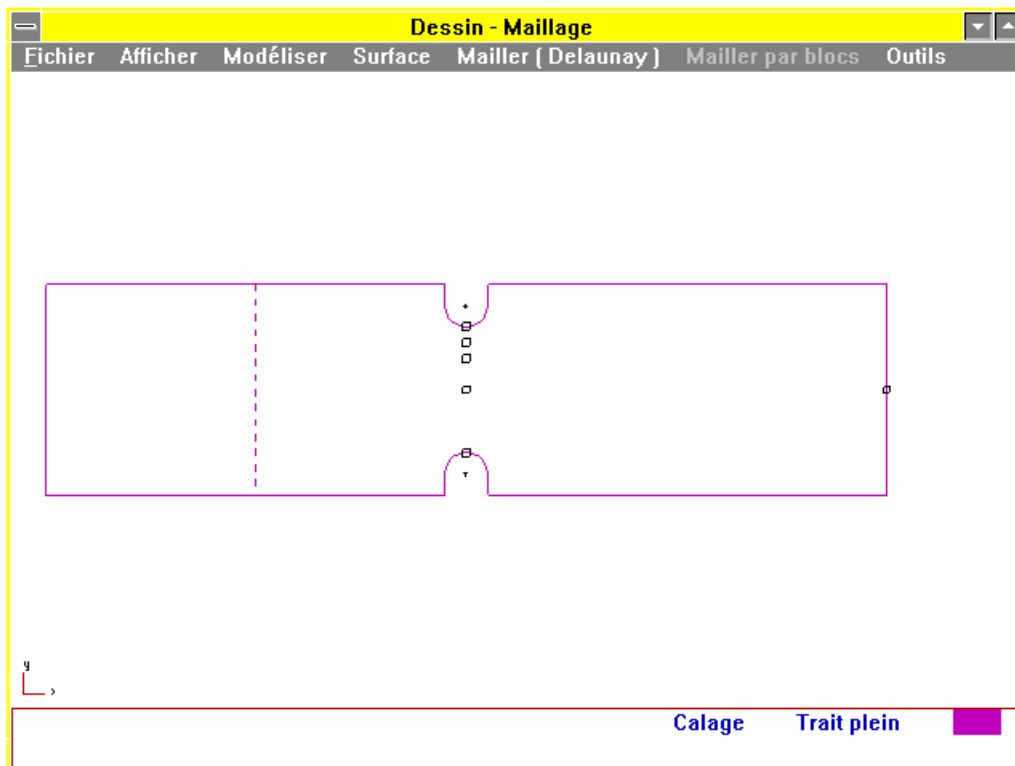 Dessin - Maillage
Fichier Afficher Modéliser Surface Mailler ( Delaunay ) Mailler par blocs Outils
y
x
Calage Trait plein